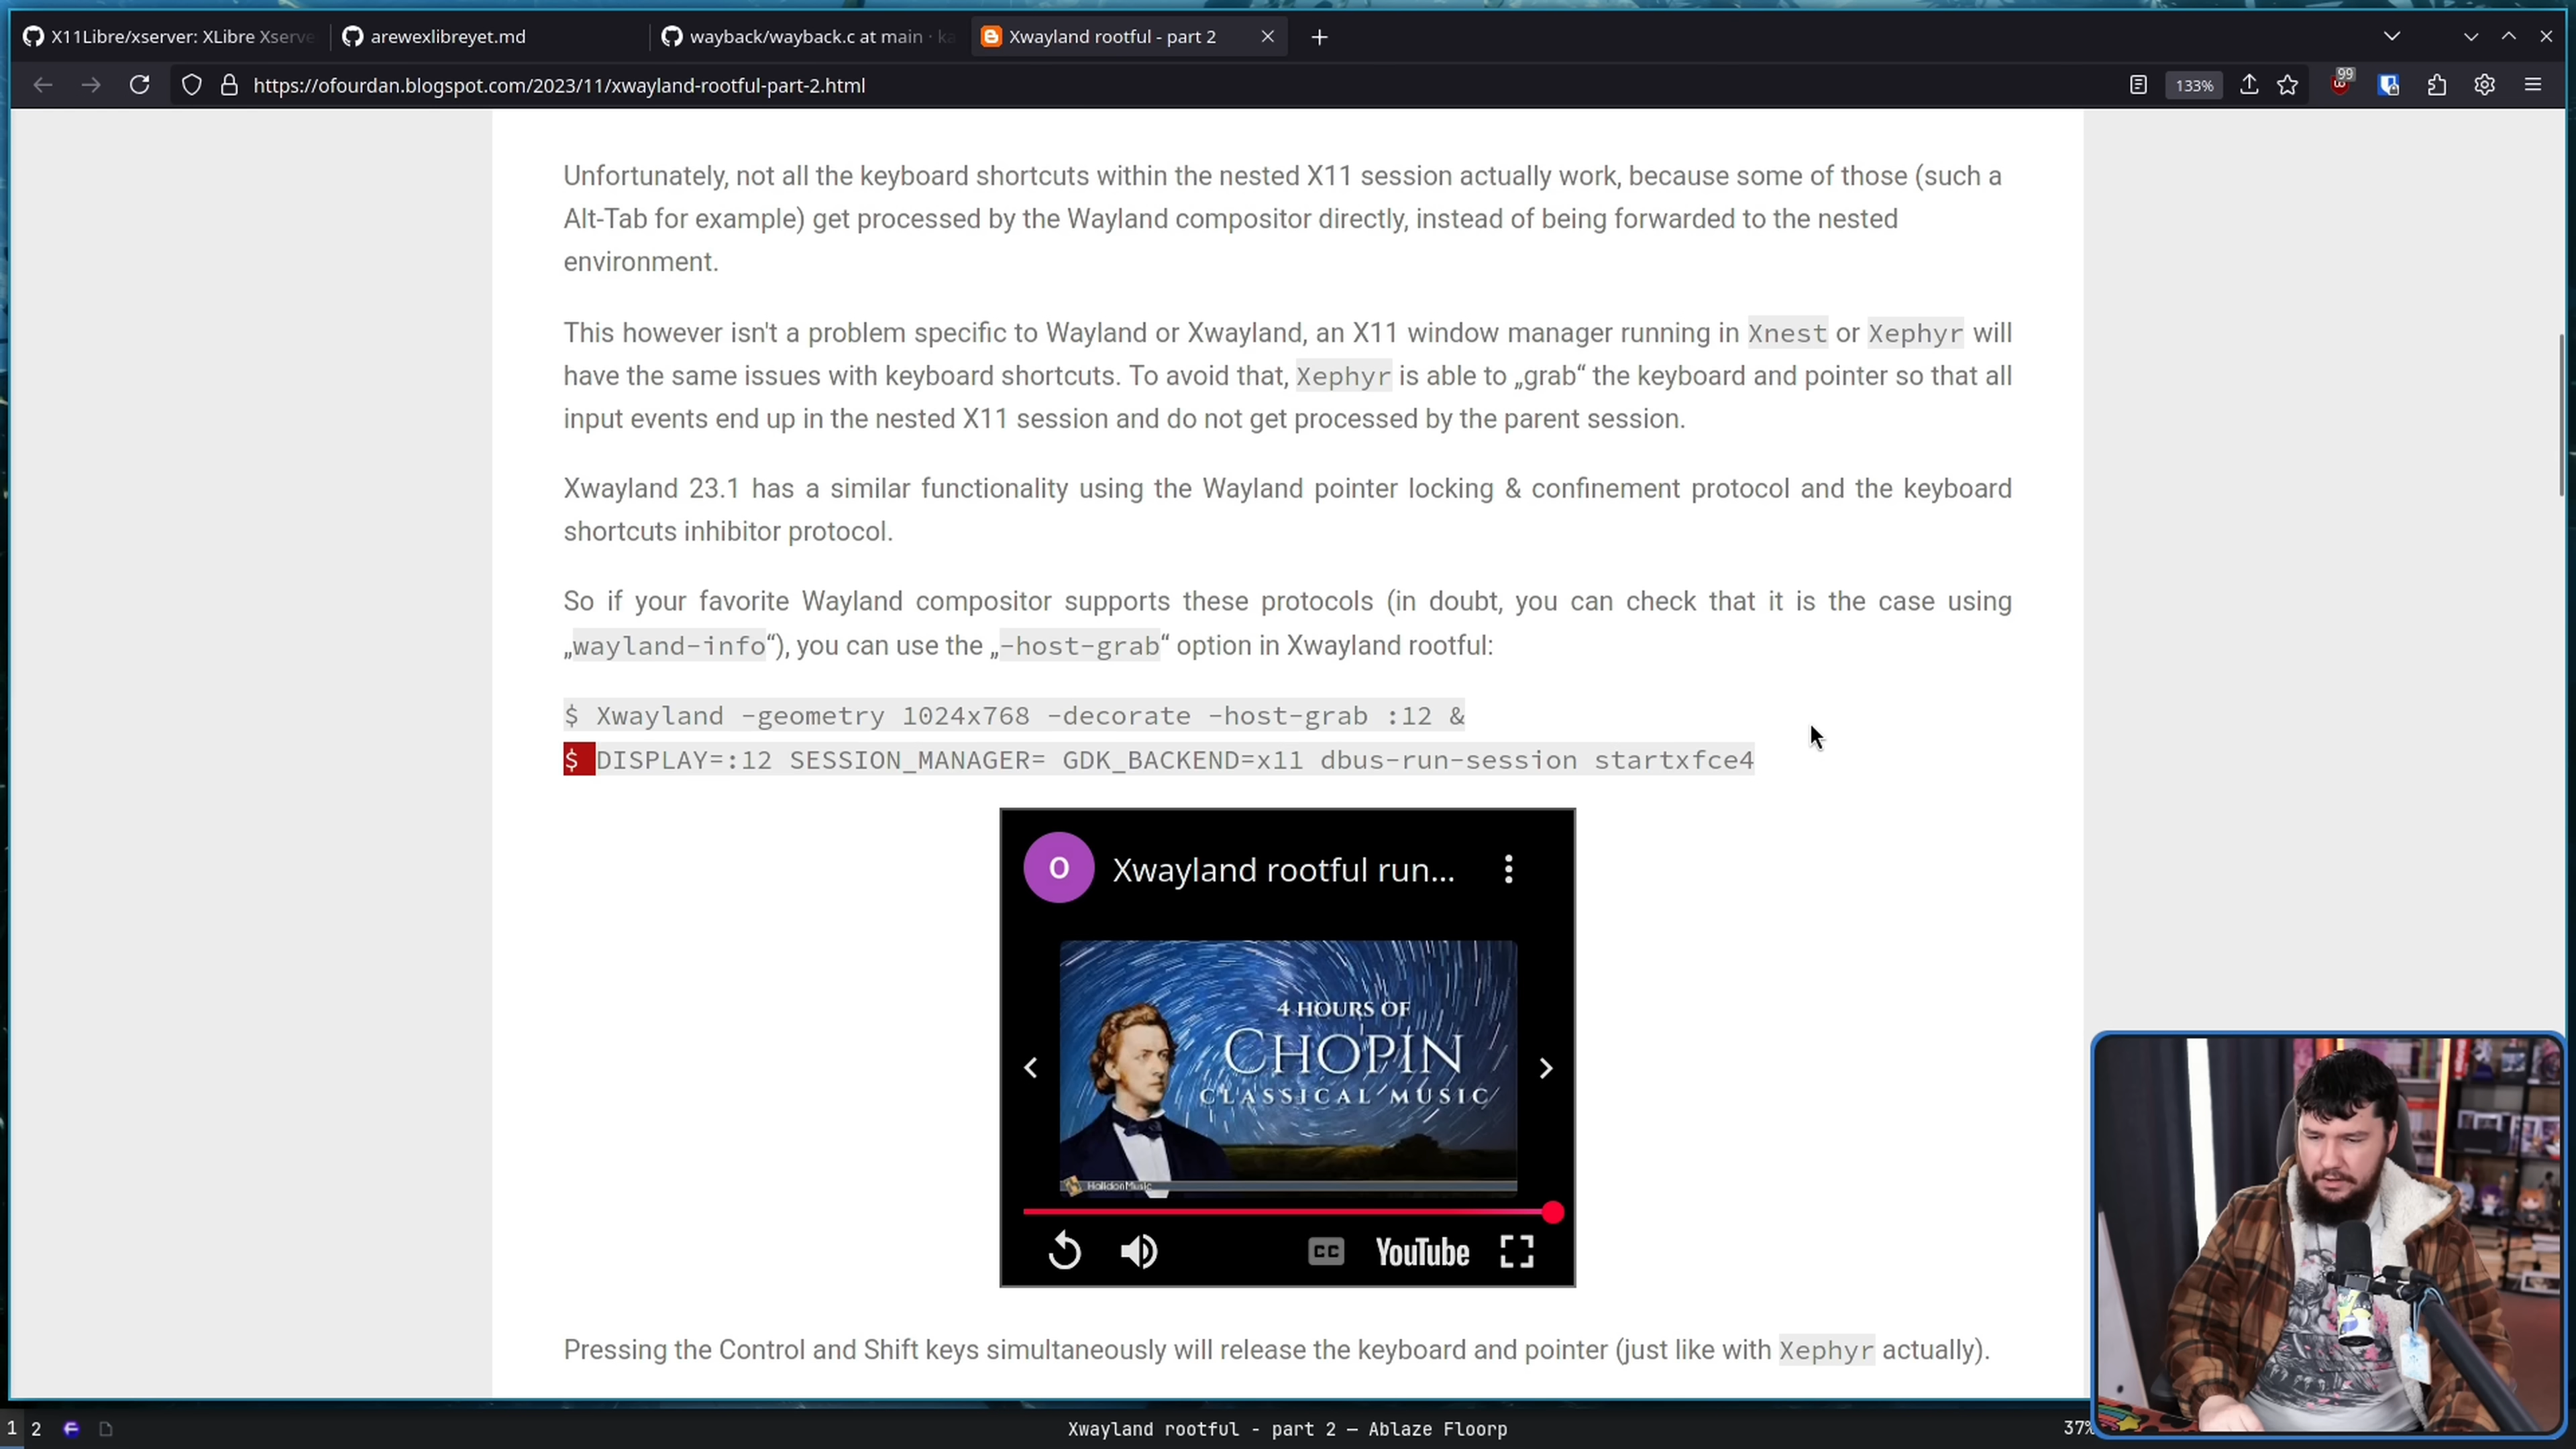 X11Libre/xserver: XLibre Xserve
arewexlibreyet.md
wayback/wayback.c at main · ka
Xwayland rootful - part 2
https://ofourdan.blogspot.com/2023/11/xwayland-rootful-part-2.html
133%
99
Unfortunately, not all the keyboard shortcuts within the nested X11 session actually work, because some of those (such a
Alt-Tab for example) get processed by the Wayland compositor directly, instead of being forwarded to the nested
environment.
This however isn't a problem specific to Wayland or Xwayland, an X11 window manager running in Xnest or Xephyr will
have the same issues with keyboard shortcuts. To avoid that, Xephyr is able to „grab“ the keyboard and pointer so that all
input events end up in the nested X11 session and do not get processed by the parent session.
Xwayland 23.1 has a similar functionality using the Wayland pointer locking & confinement protocol and the keyboard
shortcuts inhibitor protocol.
So if your favorite Wayland compositor supports these protocols (in doubt, you can check that it is the case using
„wayland-info“), you can use the „-host-grab“ option in Xwayland rootful:
$ Xwayland -geometry 1024x768 -decorate -host-grab :12 &
$ DISPLAY=:12 SESSION_MANAGER= GDK_BACKEND=x11 dbus-run-session startxfce4
O
Xwayland rootful run...
4 HOURS OF
CHOPIN
CLASSICAL MUSIC
HalidonMusic
CC
YouTube
Pressing the Control and Shift keys simultaneously will release the keyboard and pointer (just like with Xephyr actually).
1 2
Xwayland rootful - part 2 — Ablaze Floorp
37%